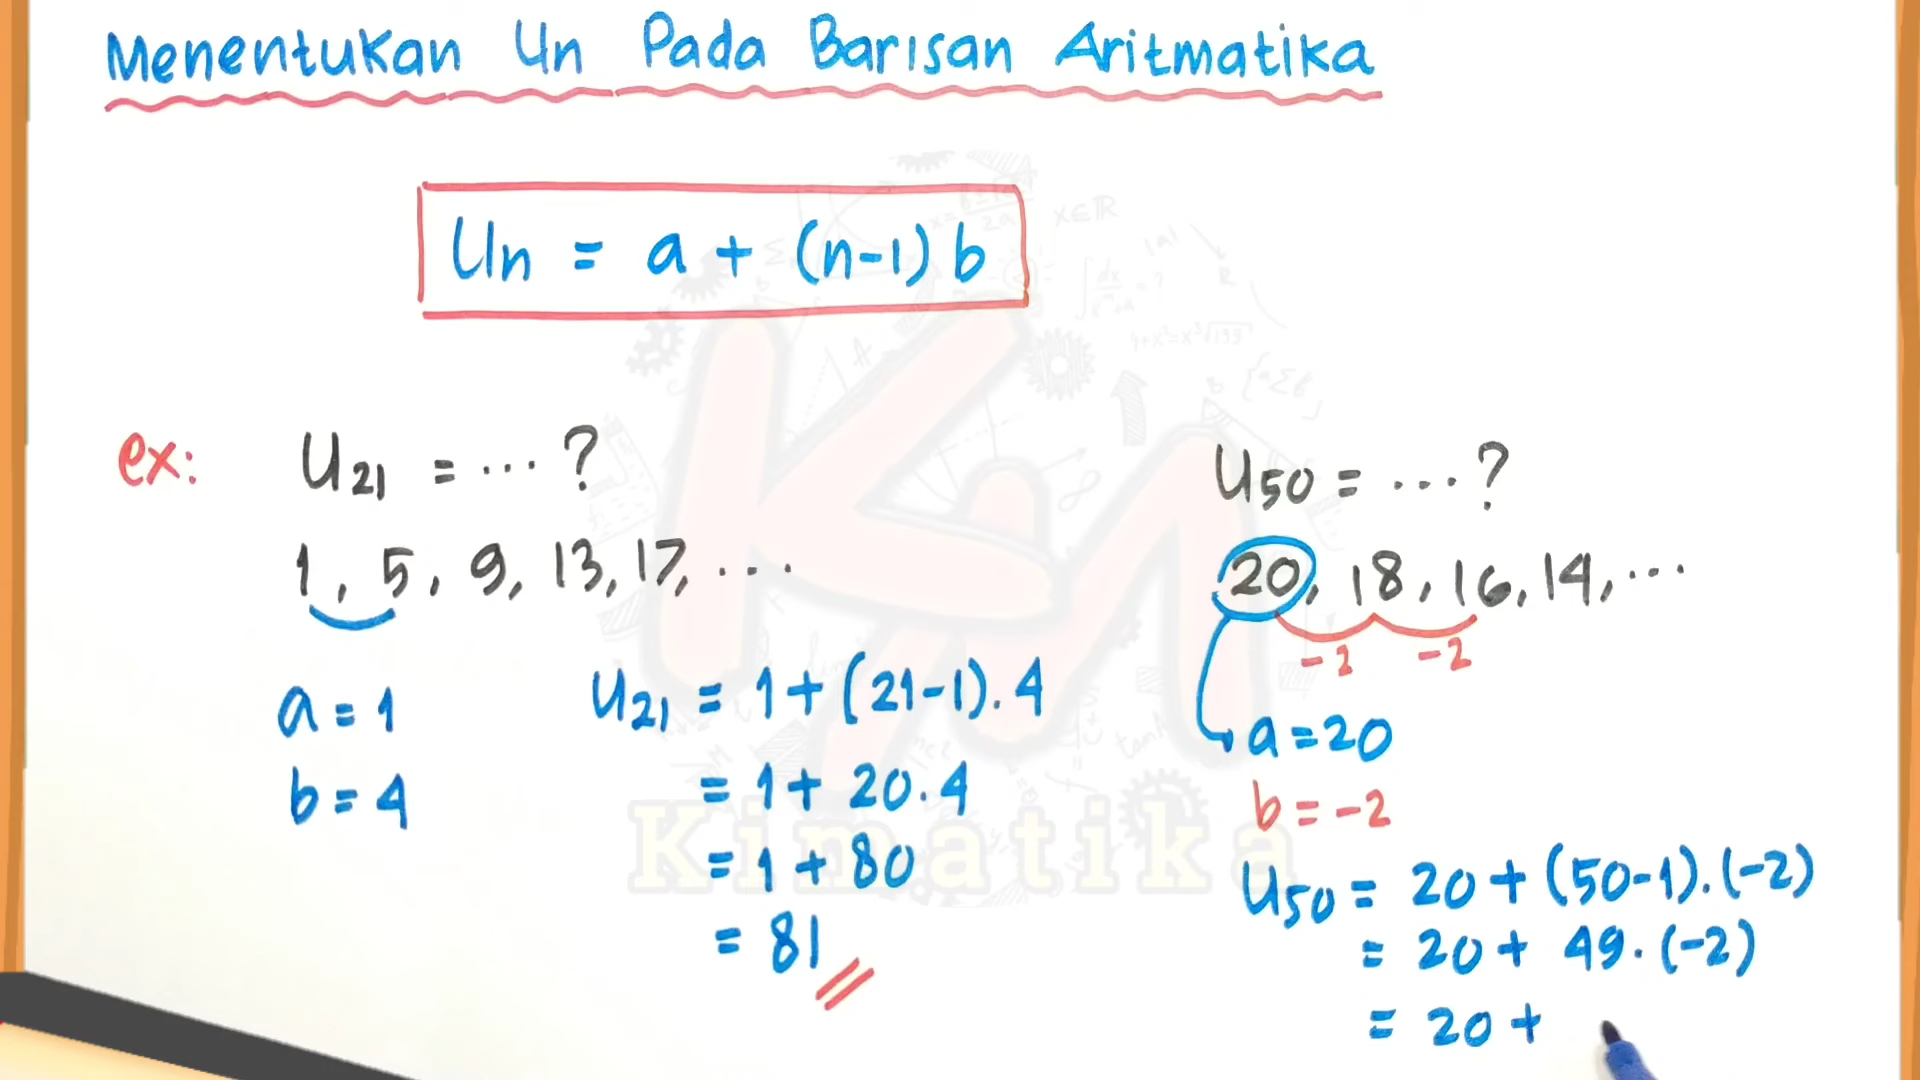 Menentukan Un Pada Barisan Aritmatika
Un = a + (n-1) b
ex:
U21 = ... ?
1, 5, 9, 13, 17, ...
a = 1
b = 4
U21 = 1 + (21-1) . 4
= 1 + 20 . 4
= 1 + 80
= 81
U50 = ... ?
20, 18, 16, 14, ...
-2 -2
a = 20
b = -2
U50 = 20 + (50-1) . (-2)
= 20 + 49 . (-2)
= 20 +
KM
Kimatika